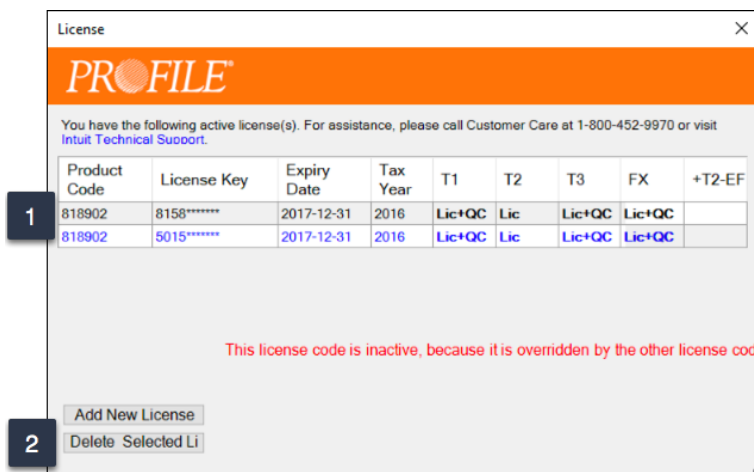 License
PROFILE®
You have the following active license(s). For assistance, please call Customer Care at 1-800-452-9970 or visit
Intuit Technical Support.
Product Code License Key Expiry Date Tax Year T1 T2 T3 FX +T2-EF
1 818902 8158******* 2017-12-31 2016 Lic+QC Lic Lic+QC Lic+QC
818902 5015******* 2017-12-31 2016 Lic+QC Lic Lic+QC Lic+QC
This license code is inactive, because it is overridden by the other license cod
Add New License
2 Delete Selected Li